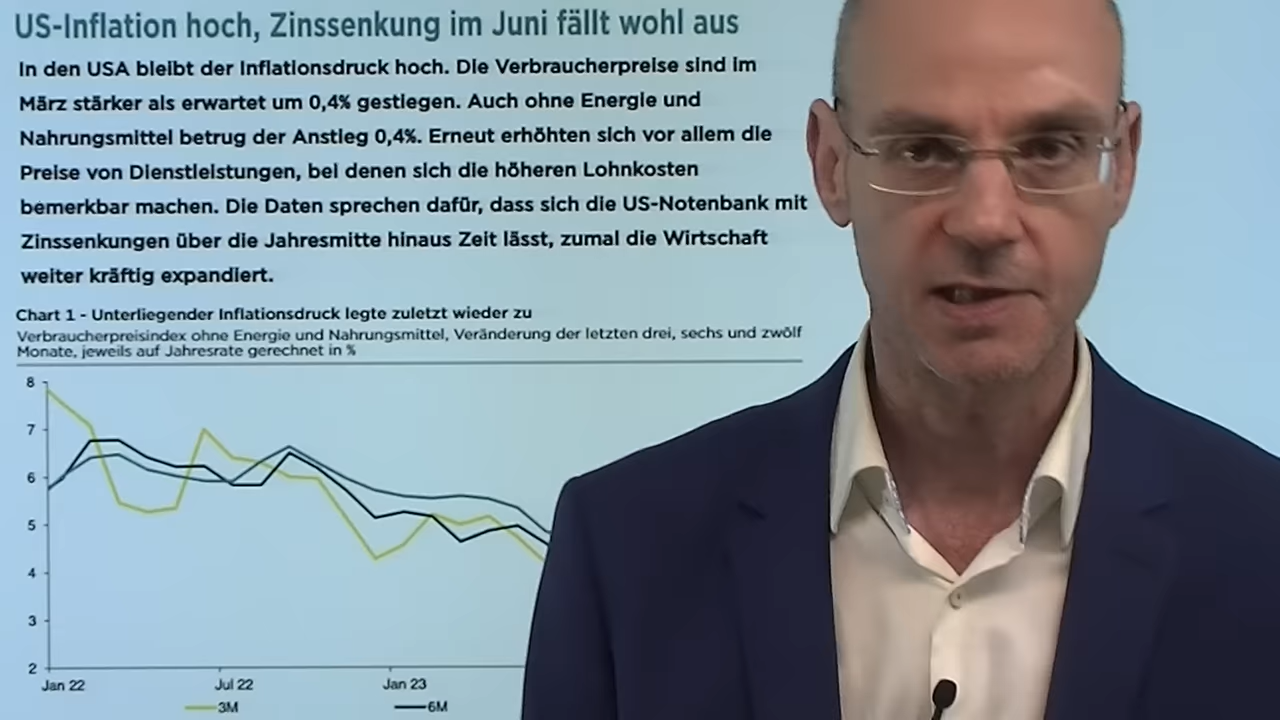 US-Inflation hoch, Zinssenkung im Juni fällt wohl aus
In den USA bleibt der Inflationsdruck hoch. Die Verbraucherpreise sind im
März stärker als erwartet um 0,4% gestiegen. Auch ohne Energie und
Nahrungsmittel betrug der Anstieg 0,4%. Erneut erhöhten sich vor allem die
Preise von Dienstleistungen, bei denen sich die höheren Lohnkosten
bemerkbar machen. Die Daten sprechen dafür, dass sich die US-Notenbank mit
Zinssenkungen über die Jahresmitte hinaus Zeit lässt, zumal die Wirtschaft
weiter kräftig expandiert.
Chart 1 - Unterliegender Inflationsdruck legte zuletzt wieder zu
Verbraucherpreisindex ohne Energie und Nahrungsmittel, Veränderung der letzten drei, sechs und zwölf
Monate, jeweils auf Jahresrate gerechnet in %
8
7
6
5
4
3
2
Jan 22 Jul 22 Jan 23
3M 6M